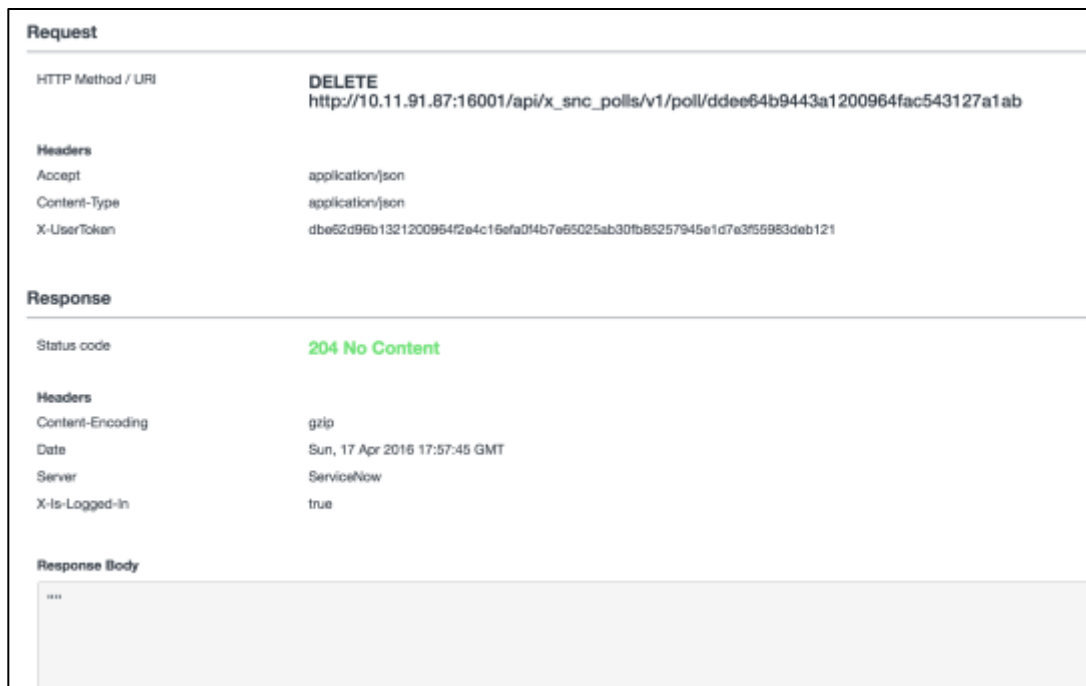 Request
HTTP Method / URI
DELETE
http://10.11.91.87:16001/api/x_snc_polls/v1/poll/ddee64b9443a1200964fac543127a1ab
Headers
Accept application/json
Content-Type application/json
X-UserToken dbe62d96b1321200964f2e4c16efa0f4b7e65025ab30fb85257945e1d7e3f55983deb121
Response
Status code 204 No Content
Headers
Content-Encoding gzip
Date Sun, 17 Apr 2016 17:57:45 GMT
Server ServiceNow
X-Is-Logged-In true
Response Body
""